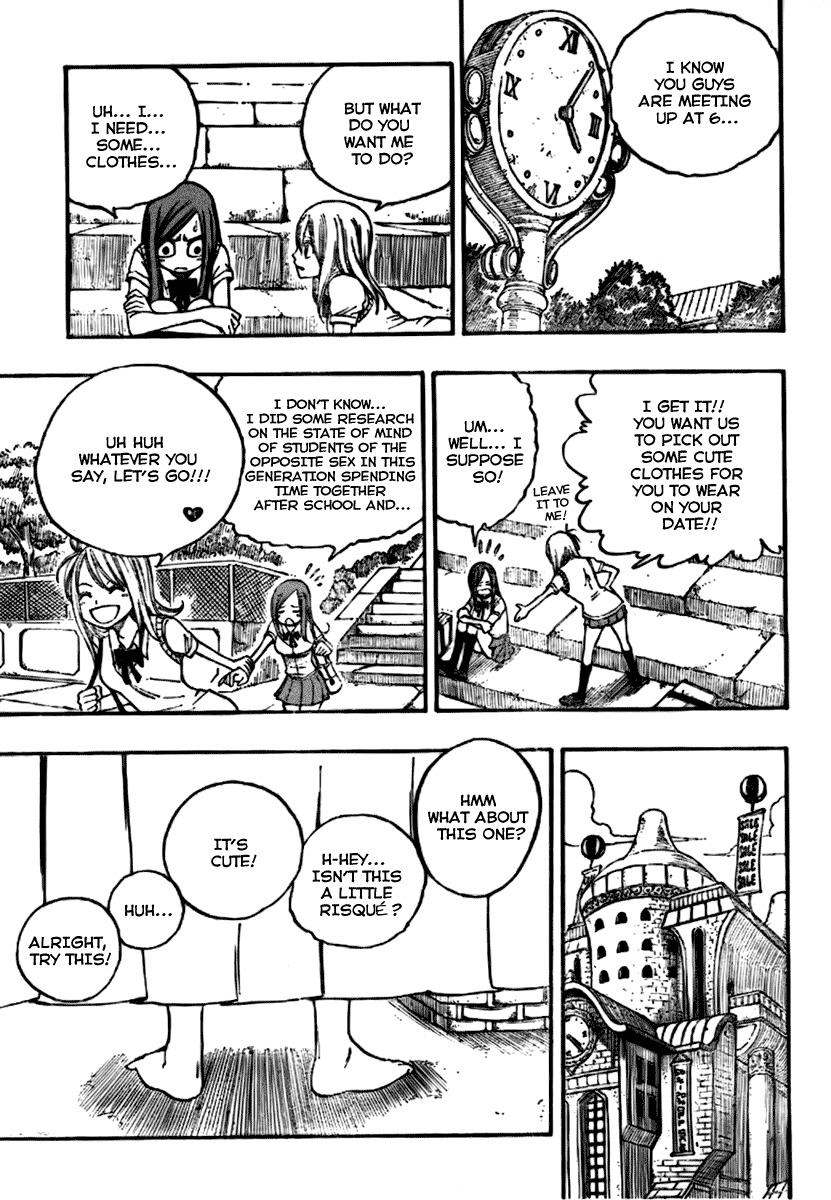 I KNOW
YOU GUYS
ARE MEETING
UP AT 6...
BUT WHAT
DO YOU
WANT ME
TO DO?
UH... I...
I NEED...
SOME...
CLOTHES...
I GET IT!!
YOU WANT US
TO PICK OUT
SOME CUTE
CLOTHES FOR
YOU TO WEAR
ON YOUR
DATE!!
LEAVE
IT TO
ME!
UM...
WELL... I
SUPPOSE
SO!
I DON'T KNOW...
I DID SOME RESEARCH
ON THE STATE OF MIND
OF STUDENTS OF THE
OPPOSITE SEX IN THIS
GENERATION SPENDING
TIME TOGETHER
AFTER SCHOOL AND...
UH HUH
WHATEVER YOU
SAY, LET'S GO!!!
SALE
SALE
SALE
SALE
SALE
HMM
WHAT ABOUT
THIS ONE?
H-HEY...
ISN'T THIS
A LITTLE
RISQUÉ?
IT'S
CUTE!
HUH...
ALRIGHT,
TRY THIS!